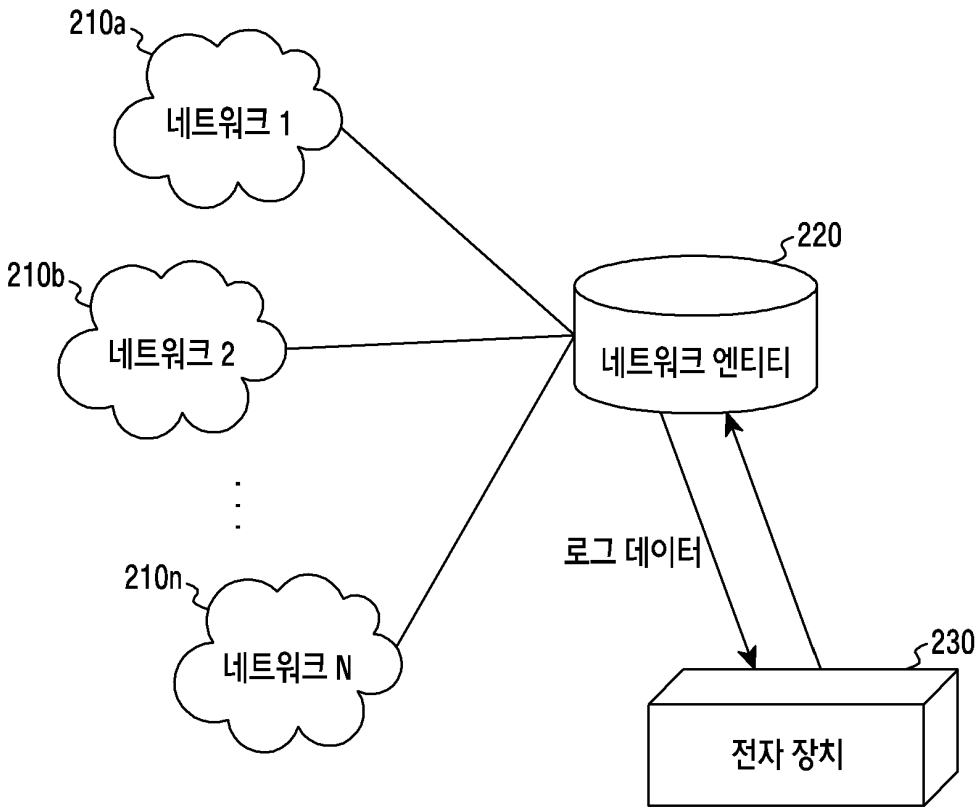 210a
네트워크 1
220
210b
네트워크 2
네트워크 엔티티
로그 데이터
210n
네트워크 N
230
전자 장치